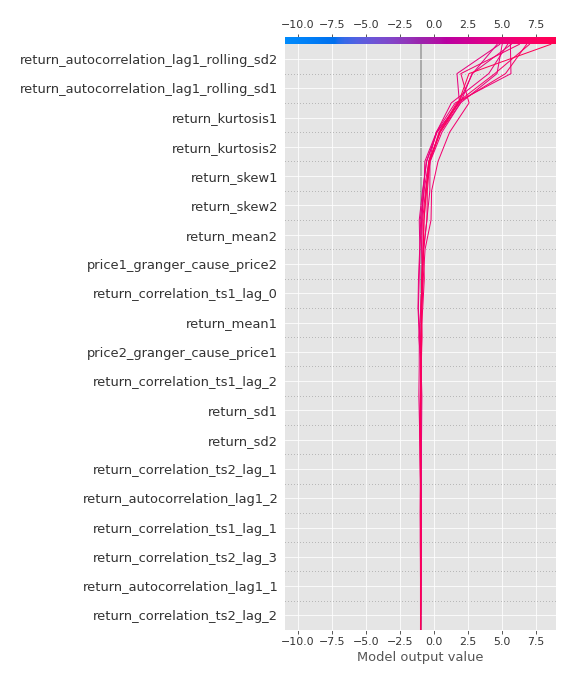 −10.0 −7.5 −5.0 −2.5 0.0 2.5 5.0 7.5
return_autocorrelation_lag1_rolling_sd2
return_autocorrelation_lag1_rolling_sd1
return_kurtosis1
return_kurtosis2
return_skew1
return_skew2
return_mean2
price1_granger_cause_price2
return_correlation_ts1_lag_0
return_mean1
price2_granger_cause_price1
return_correlation_ts1_lag_2
return_sd1
return_sd2
return_correlation_ts2_lag_1
return_autocorrelation_lag1_2
return_correlation_ts1_lag_1
return_correlation_ts2_lag_3
return_autocorrelation_lag1_1
return_correlation_ts2_lag_2
−10.0 −7.5 −5.0 −2.5 0.0 2.5 5.0 7.5
Model output value